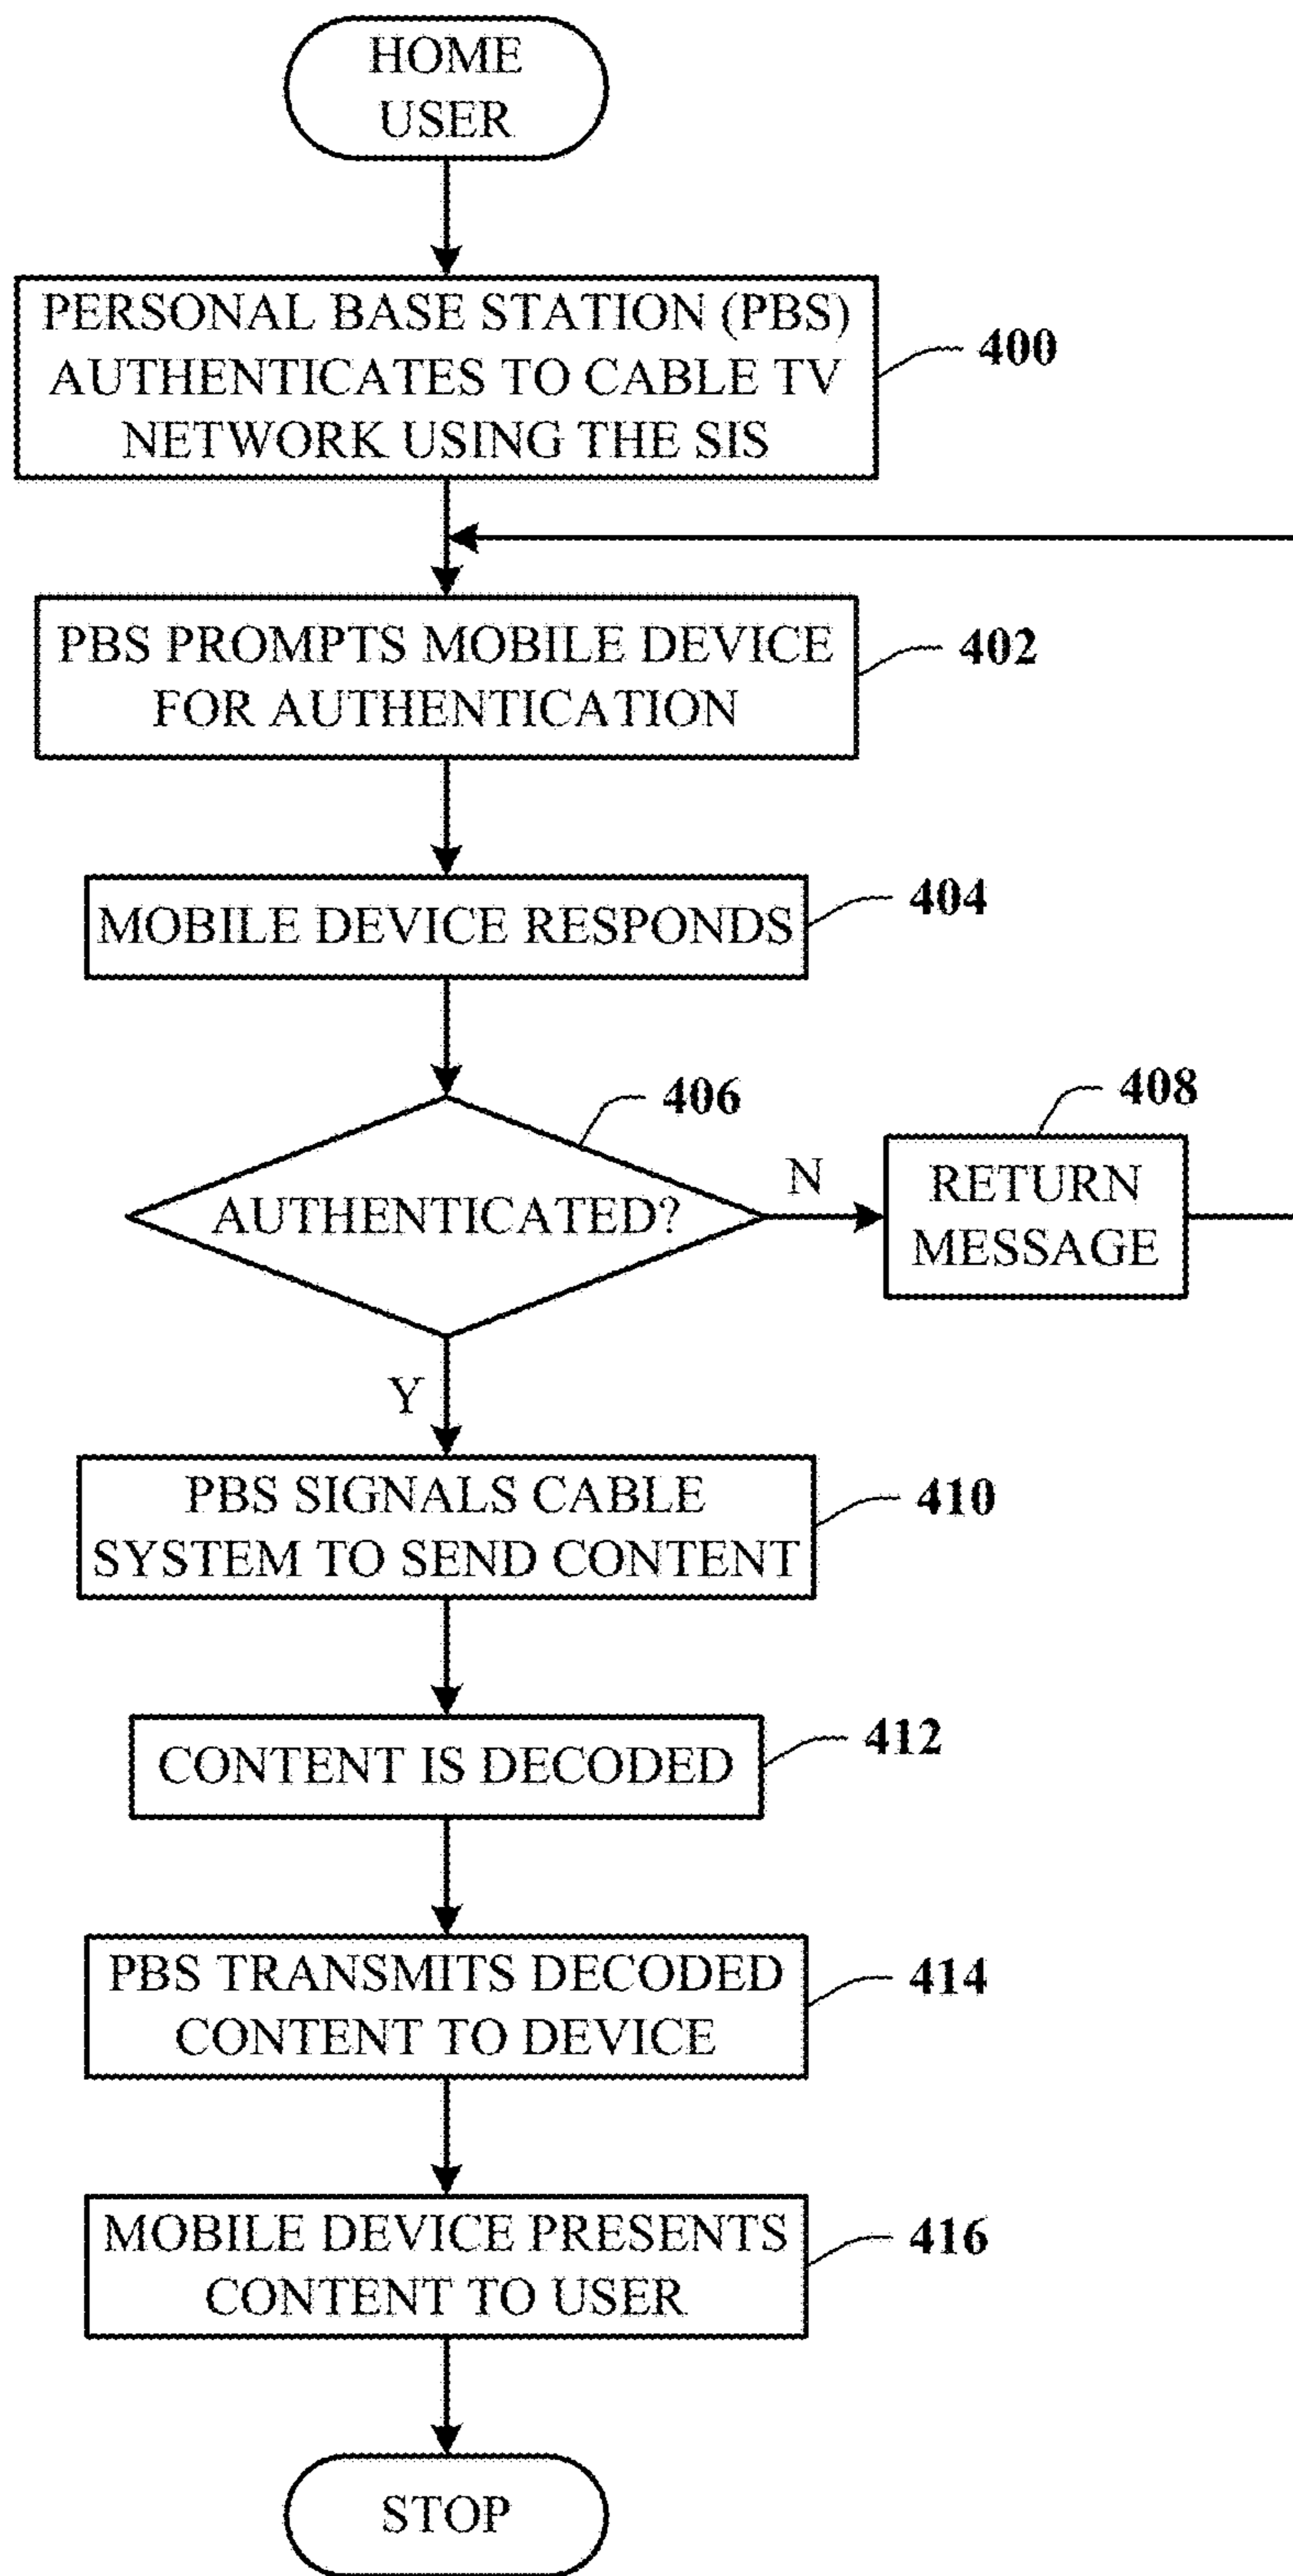 HOME
USER
PERSONAL BASE STATION (PBS)
AUTHENTICATES TO CABLE TV
NETWORK USING THE SIS
400
PBS PROMPTS MOBILE DEVICE
FOR AUTHENTICATION
402
MOBILE DEVICE RESPONDS
404
AUTHENTICATED?
406
N
RETURN
MESSAGE
408
Y
PBS SIGNALS CABLE
SYSTEM TO SEND CONTENT
410
CONTENT IS DECODED
412
PBS TRANSMITS DECODED
CONTENT TO DEVICE
414
MOBILE DEVICE PRESENTS
CONTENT TO USER
416
STOP